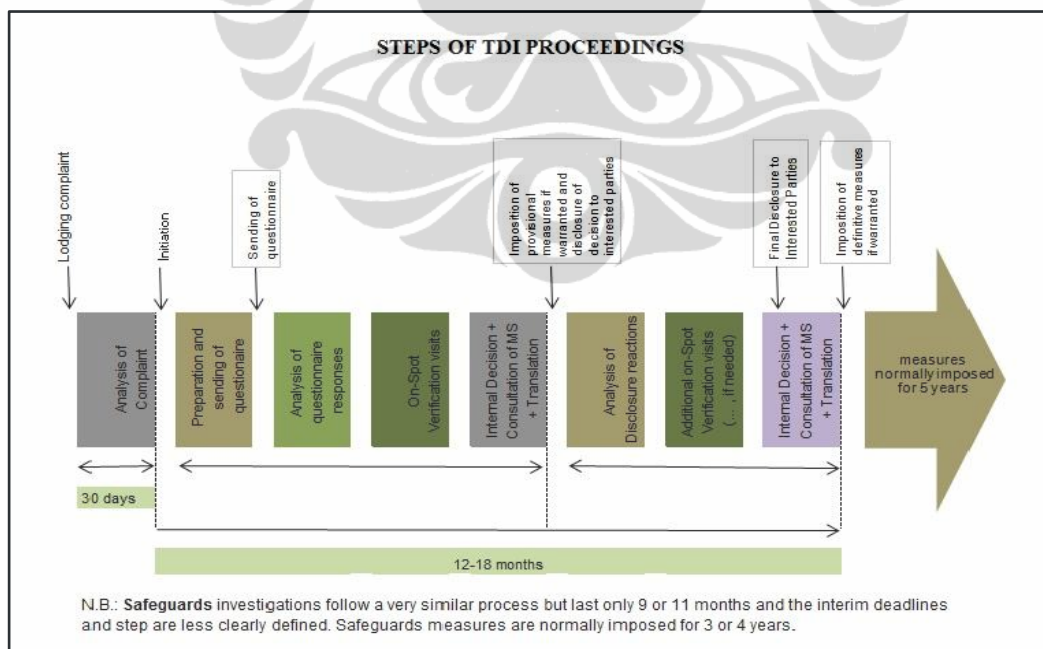 STEPS OF TDI PROCEEDINGS
Lodging complaint
Initiation
Sending of
questionnaire
Imposition of
provisional
measures if
warranted and
disclosure of
decision to
interested parties
Final Disclosure to
Interested Parties
Imposition of
definitive measures
if warranted
Analysis of
Complaint
Preparation and
sending of
questionaire
Analysis of
questionnaire
responses
On-Spot
Verification visits
Internal Decision +
Consultation of MS
+ Translation
Analysis of
Disclosure reactions
Additional on-Spot
Verification visits
(... , if needed)
Internal Decision +
Consultation of MS
+ Translation
measures
normally imposed
for 5 years
30 days
12-18 months
N.B.: Safeguards investigations follow a very similar process but last only 9 or 11 months and the interim deadlines
and step are less clearly defined. Safeguards measures are normally imposed for 3 or 4 years.